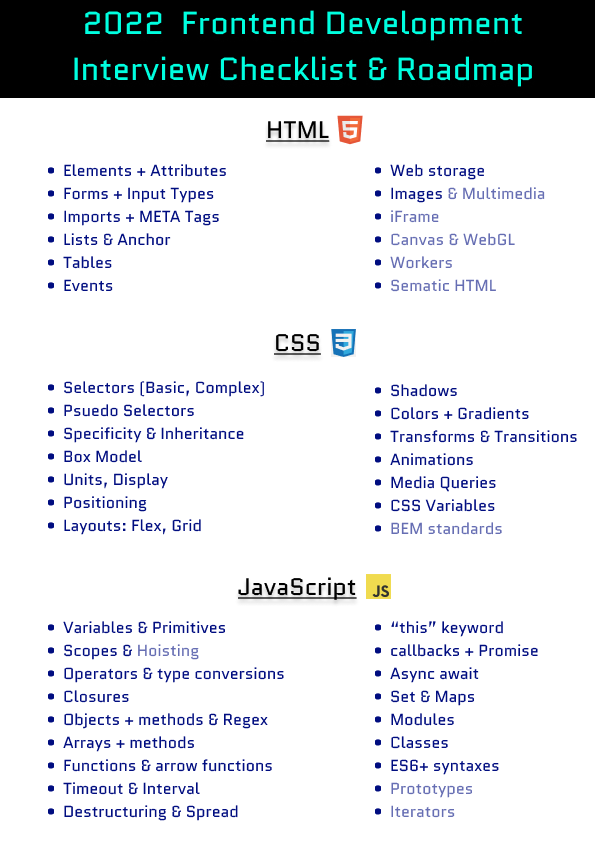 2022 Frontend Development
Interview Checklist & Roadmap
HTML 5
• Elements + Attributes
• Forms + Input Types
• Imports + META Tags
• Lists & Anchor
• Tables
• Events
• Web storage
• Images & Multimedia
• iFrame
• Canvas & WebGL
• Workers
• Sematic HTML
CSS 3
• Selectors (Basic, Complex)
• Psuedo Selectors
• Specificity & Inheritance
• Box Model
• Units, Display
• Positioning
• Layouts: Flex, Grid
• Shadows
• Colors + Gradients
• Transforms & Transitions
• Animations
• Media Queries
• CSS Variables
• BEM standards
JavaScript JS
• Variables & Primitives
• Scopes & Hoisting
• Operators & type conversions
• Closures
• Objects + methods & Regex
• Arrays + methods
• Functions & arrow functions
• Timeout & Interval
• Destructuring & Spread
• “this” keyword
• callbacks + Promise
• Async await
• Set & Maps
• Modules
• Classes
• ES6+ syntaxes
• Prototypes
• Iterators